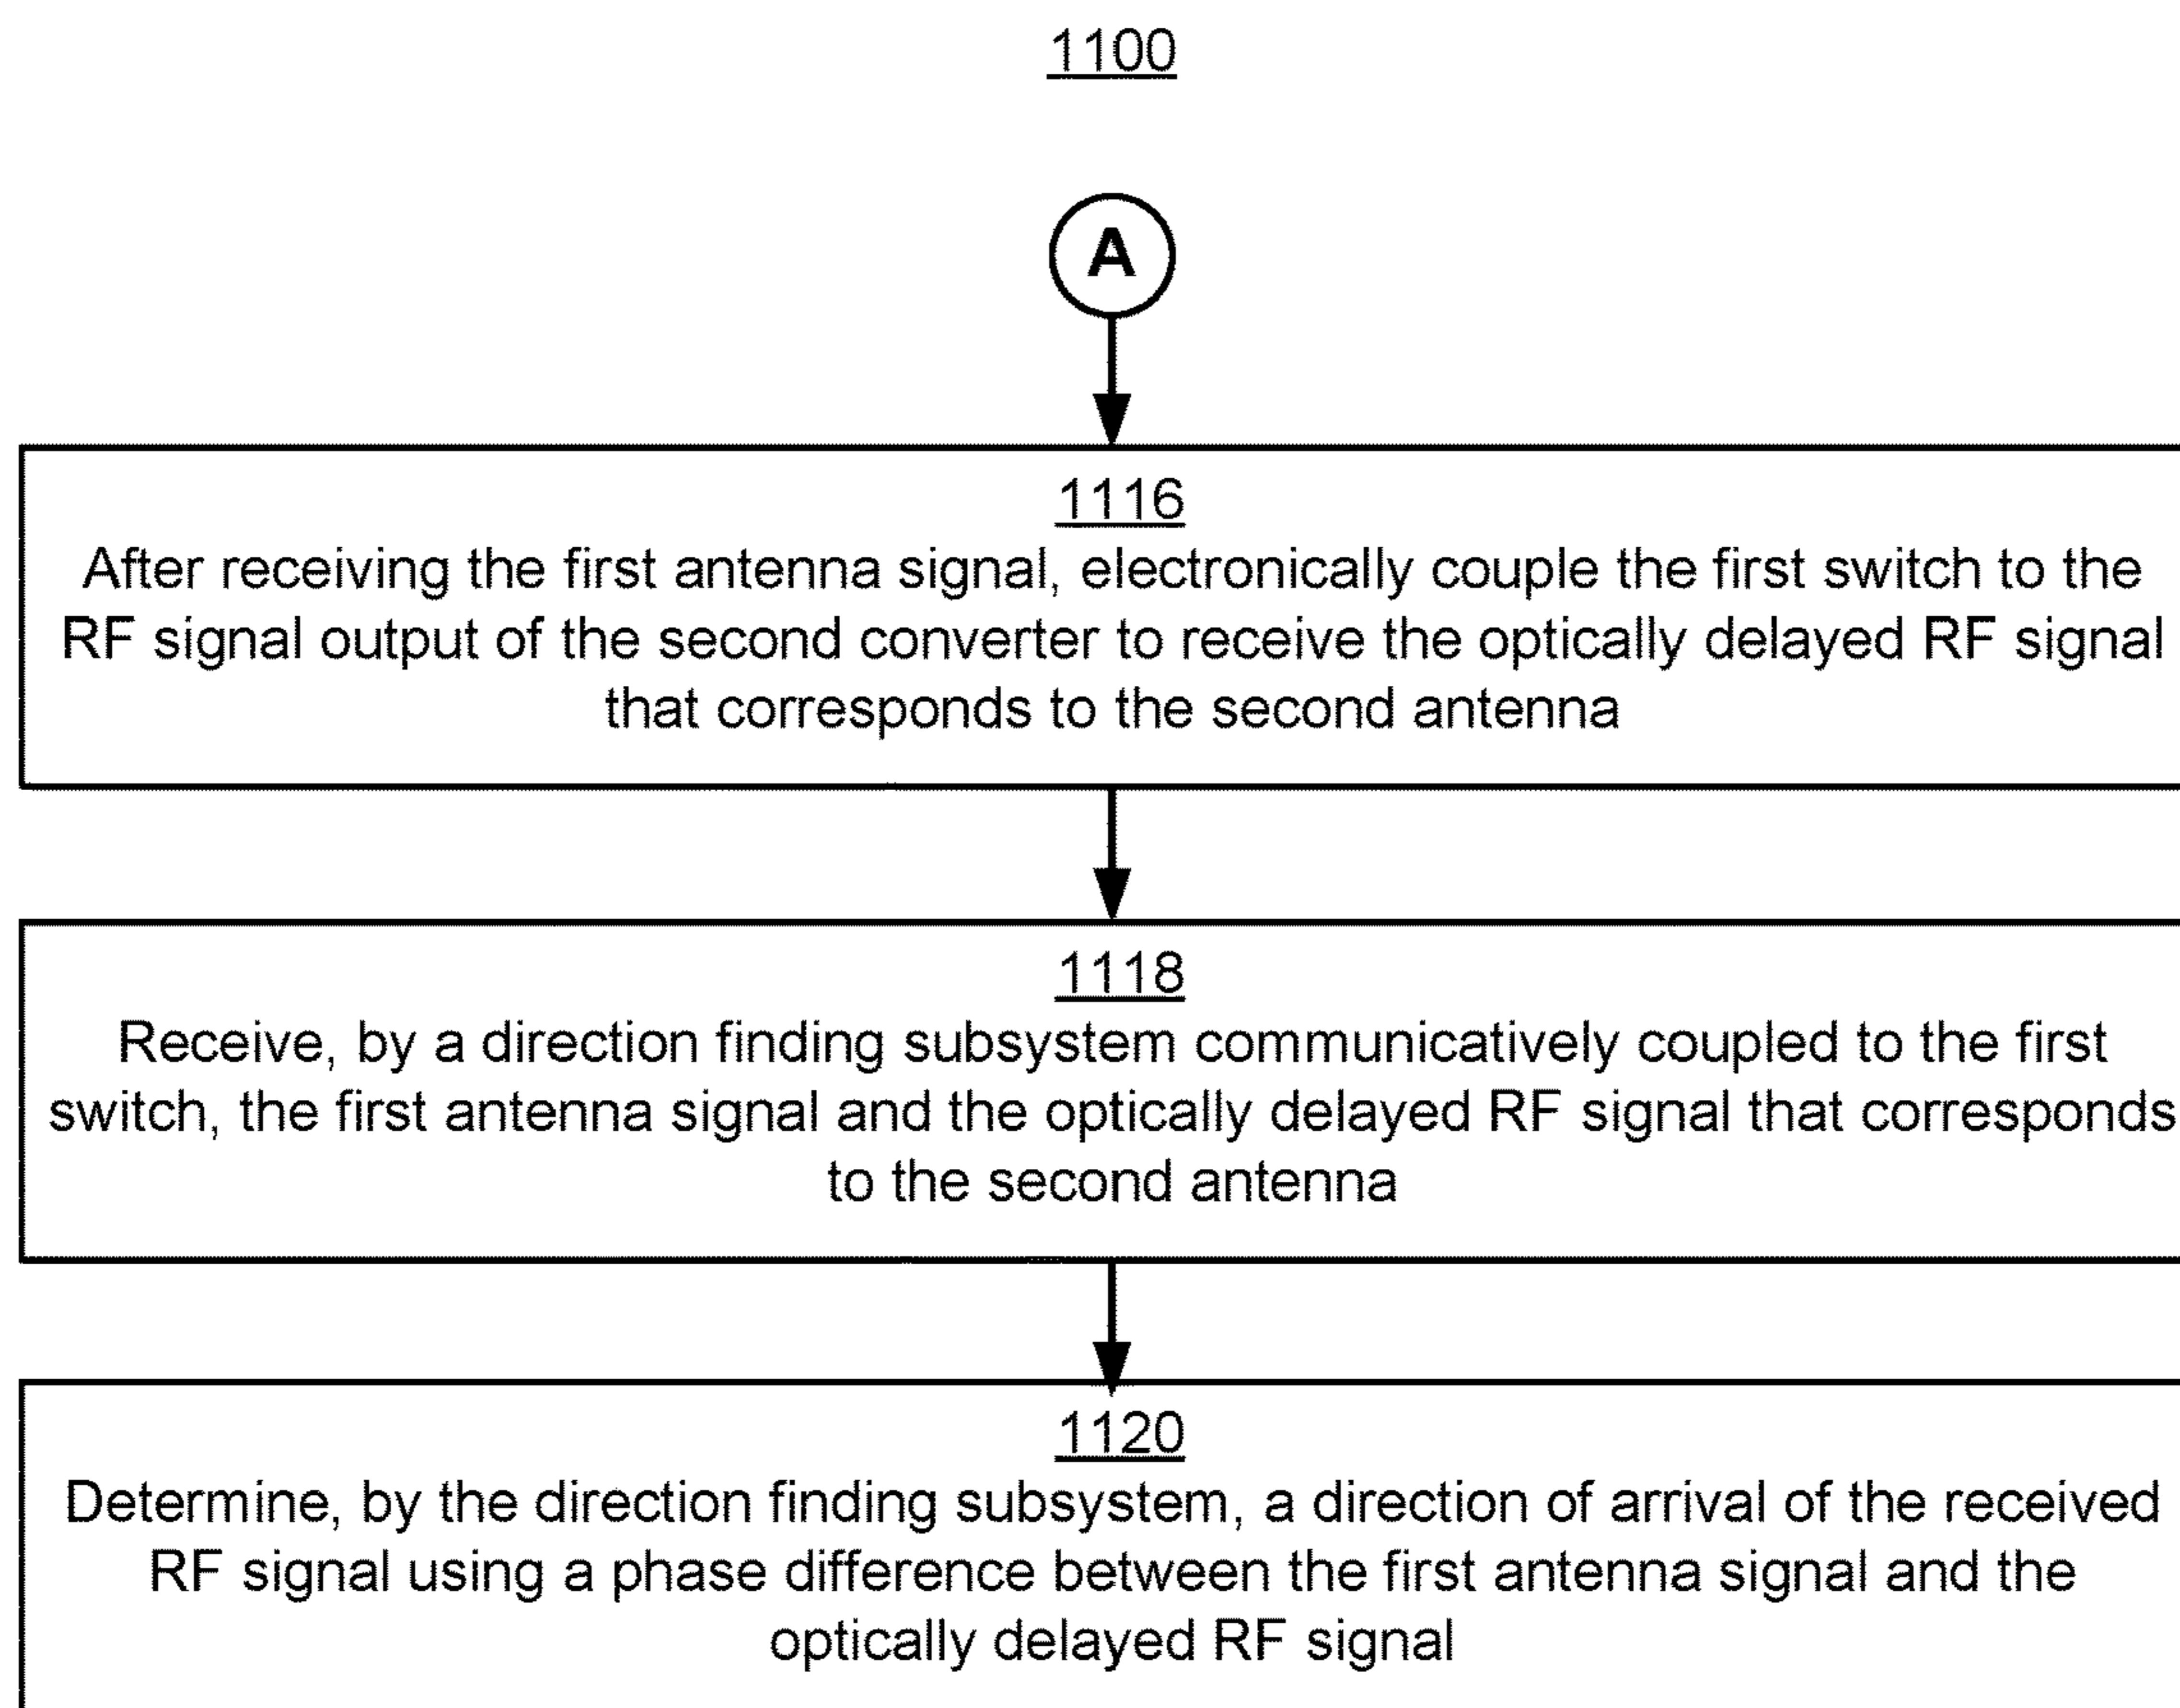 1100
A
1116
After receiving the first antenna signal, electronically couple the first switch to the
RF signal output of the second converter to receive the optically delayed RF signal
that corresponds to the second antenna
1118
Receive, by a direction finding subsystem communicatively coupled to the first
switch, the first antenna signal and the optically delayed RF signal that corresponds
to the second antenna
1120
Determine, by the direction finding subsystem, a direction of arrival of the received
RF signal using a phase difference between the first antenna signal and the
optically delayed RF signal